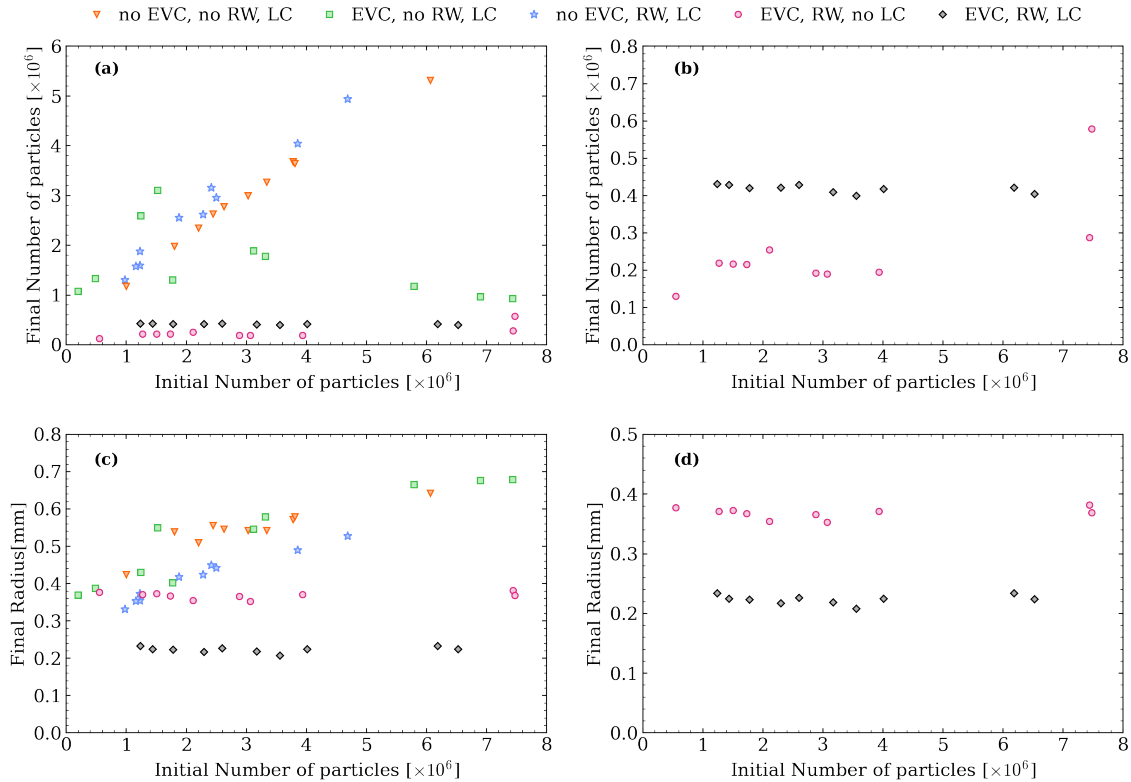 no EVC, no RW, LC
EVC, no RW, LC
no EVC, RW, LC
EVC, RW, no LC
EVC, RW, LC
(a)
Final Number of particles [×10⁶]
6
5
4
3
2
1
0
0 1 2 3 4 5 6 7 8
Initial Number of particles [×10⁶]
(b)
Final Number of particles [×10⁶]
0.8
0.7
0.6
0.5
0.4
0.3
0.2
0.1
0.0
0 1 2 3 4 5 6 7 8
Initial Number of particles [×10⁶]
(c)
Final Radius[mm]
0.8
0.7
0.6
0.5
0.4
0.3
0.2
0.1
0.0
0 1 2 3 4 5 6 7 8
Initial Number of particles [×10⁶]
(d)
Final Radius[mm]
0.5
0.4
0.3
0.2
0.1
0.0
0 1 2 3 4 5 6 7 8
Initial Number of particles [×10⁶]